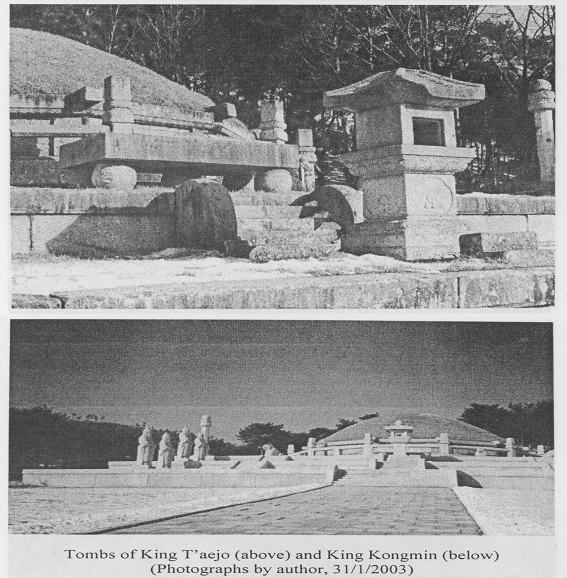 Tombs of King T'aejo (above) and King Kongmin (below)
(Photographs by author, 31/1/2003)